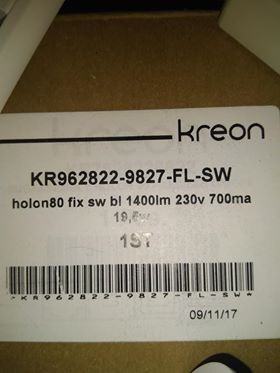 kreon
KR962822-9827-FL-SW
holon80 fix sw bl 1400lm 230v 700ma
19,5w
1ST
>KR962822-9827-FL-SW*
09/11/17